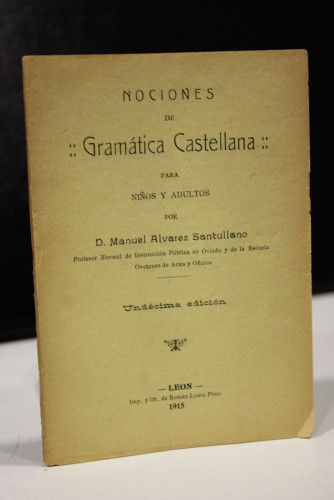 NOCIONES
DE
:: Gramática Castellana ::
PARA
NIÑOS Y ADULTOS
POR
D. Manuel Alvarez Santullano
Profesor Normal de Instrucción Pública en Oviedo y de la Escuela
Ovetense de Artes y Oficios
Undécima edición
— LEON —
Imp. y lib. de Román Luera Pinto
1915